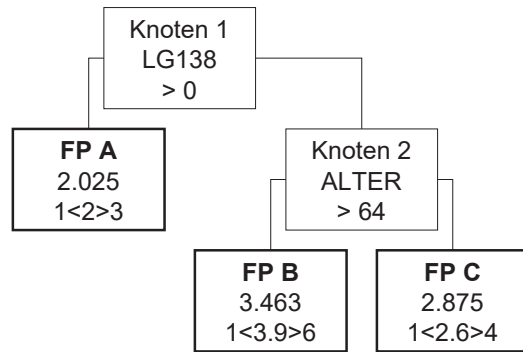 Knoten 1
LG138
> 0
FP A
2.025
1<2>3
Knoten 2
ALTER
> 64
FP B
3.463
1<3.9>6
FP C
2.875
1<2.6>4